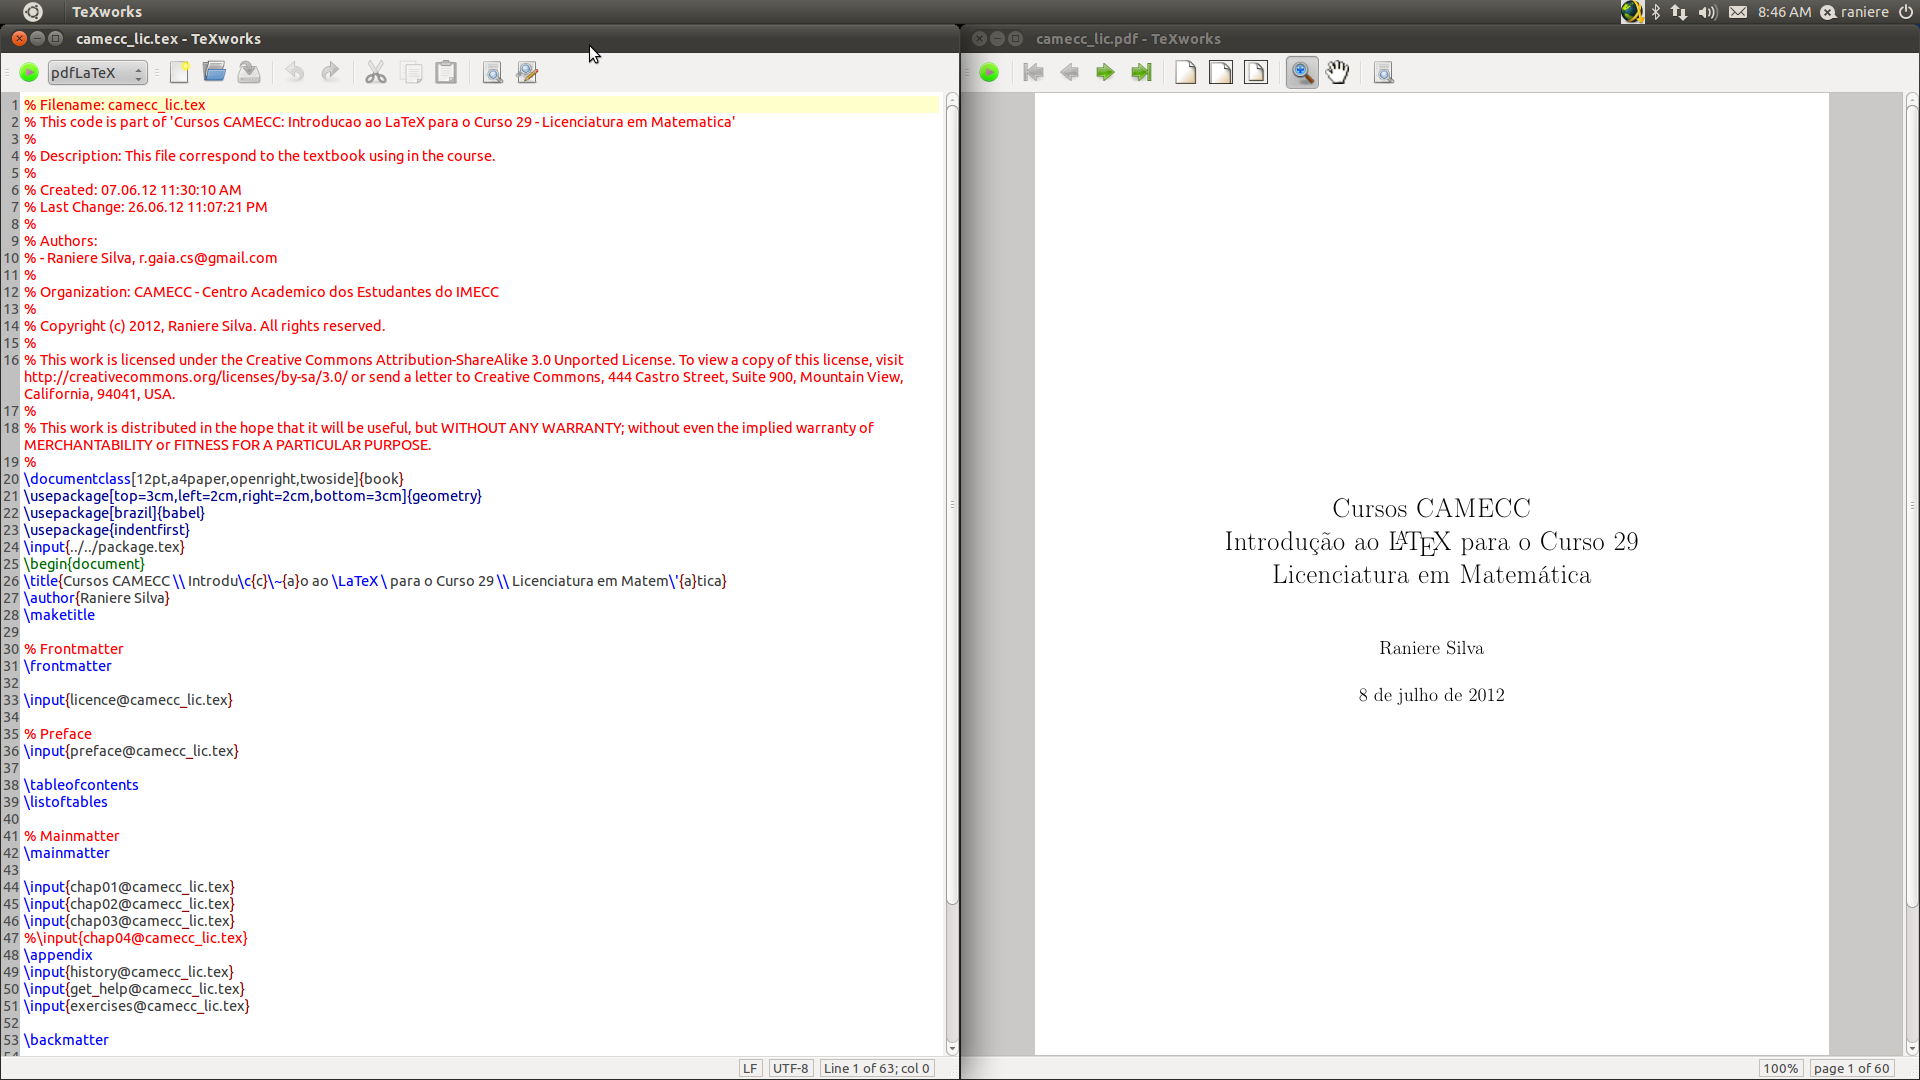 TeXworks
8:46 AM raniere
camecc_lic.tex - TeXworks
pdfLaTeX
1 % Filename: camecc_lic.tex
2 % This code is part of 'Cursos CAMECC: Introducao ao LaTeX para o Curso 29 - Licenciatura em Matematica'
3 %
4 % Description: This file correspond to the textbook using in the course.
5 %
6 % Created: 07.06.12 11:30:10 AM
7 % Last Change: 26.06.12 11:07:21 PM
8 %
9 % Authors:
10 % - Raniere Silva, r.gaia.cs@gmail.com
11 %
12 % Organization: CAMECC - Centro Academico dos Estudantes do IMECC
13 %
14 % Copyright (c) 2012, Raniere Silva. All rights reserved.
15 %
16 % This work is licensed under the Creative Commons Attribution-ShareAlike 3.0 Unported License. To view a copy of this license, visit
http://creativecommons.org/licenses/by-sa/3.0/ or send a letter to Creative Commons, 444 Castro Street, Suite 900, Mountain View,
California, 94041, USA.
17 %
18 % This work is distributed in the hope that it will be useful, but WITHOUT ANY WARRANTY; without even the implied warranty of
MERCHANTABILITY or FITNESS FOR A PARTICULAR PURPOSE.
19 %
20 \documentclass[12pt,a4paper,openright,twoside]{book}
21 \usepackage[top=3cm,left=2cm,right=2cm,bottom=3cm]{geometry}
22 \usepackage[brazil]{babel}
23 \usepackage{indentfirst}
24 \input{../../package.tex}
25 \begin{document}
26 \title{Cursos CAMECC \\ Introdu\c{c}\~{a}o ao \LaTeX \ para o Curso 29 \\ Licenciatura em Matem\'{a}tica}
27 \author{Raniere Silva}
28 \maketitle
29
30 % Frontmatter
31 \frontmatter
32
33 \input{licence@camecc_lic.tex}
34
35 % Preface
36 \input{preface@camecc_lic.tex}
37
38 \tableofcontents
39 \listoftables
40
41 % Mainmatter
42 \mainmatter
43
44 \input{chap01@camecc_lic.tex}
45 \input{chap02@camecc_lic.tex}
46 \input{chap03@camecc_lic.tex}
47 %\input{chap04@camecc_lic.tex}
48 \appendix
49 \input{history@camecc_lic.tex}
50 \input{get_help@camecc_lic.tex}
51 \input{exercises@camecc_lic.tex}
52
53 \backmatter
LF UTF-8 Line 1 of 63; col 0
camecc_lic.pdf - TeXworks
Cursos CAMECC
Introdução ao LATEX para o Curso 29
Licenciatura em Matemática
Raniere Silva
8 de julho de 2012
100% page 1 of 60